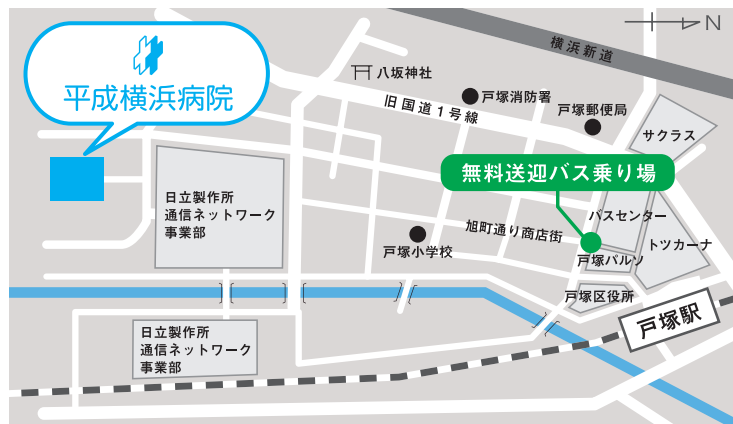 N
横浜新道
平成横浜病院
八坂神社
戸塚消防署
戸塚郵便局
旧国道1号線
サクラス
無料送迎バス乗り場
日立製作所
通信ネットワーク
事業部
バスセンター
旭町通り商店街
トツカーナ
戸塚小学校
戸塚パルソ
戸塚区役所
戸塚駅
日立製作所
通信ネットワーク
事業部